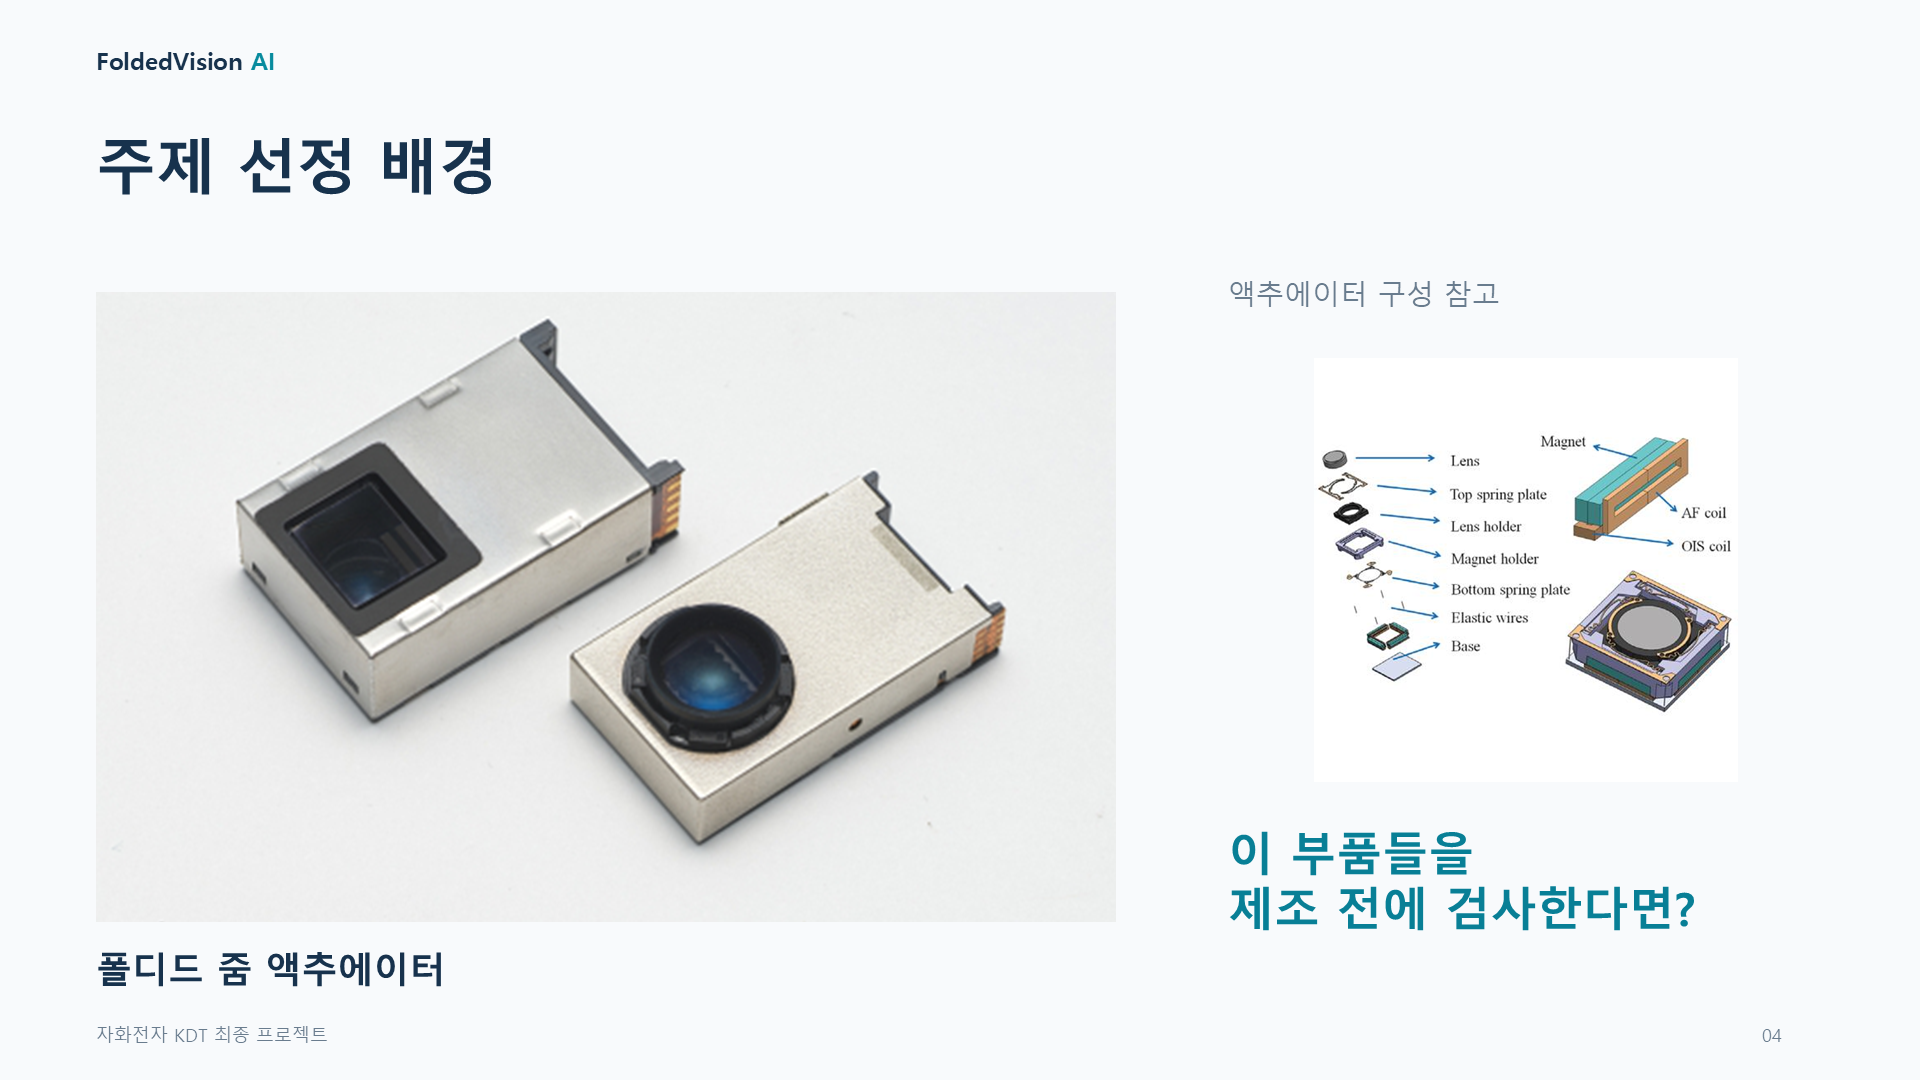 FoldedVision AI
주제 선정 배경
액추에이터 구성 참고
Lens
Top spring plate
Lens holder
Magnet holder
Bottom spring plate
Elastic wires
Base
Magnet
AF coil
OIS coil
이 부품들을
제조 전에 검사한다면?
폴디드 줌 액추에이터
자화전자 KDT 최종 프로젝트
04